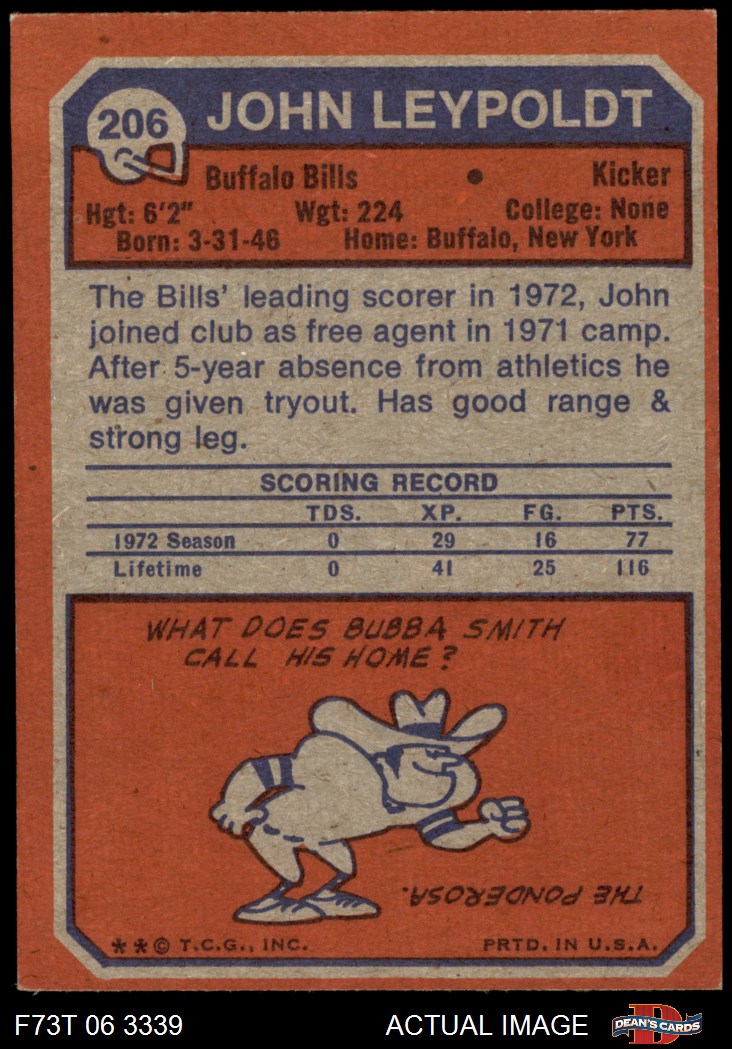 206
JOHN LEYPOLDT
Buffalo Bills • Kicker
Hgt: 6'2" Wgt: 224 College: None
Born: 3-31-46 Home: Buffalo, New York
The Bills' leading scorer in 1972, John
joined club as free agent in 1971 camp.
After 5-year absence from athletics he
was given tryout. Has good range &
strong leg.
SCORING RECORD
TDS. XP. FG. PTS.
1972 Season 0 29 16 77
Lifetime 0 41 25 116
WHAT DOES BUBBA SMITH
CALL HIS HOME?
THE PONDEROSA.
**© T.C.G., INC. PRTD. IN U.S.A.
F73T 06 3339 ACTUAL IMAGE
D
DEAN'S CARDS